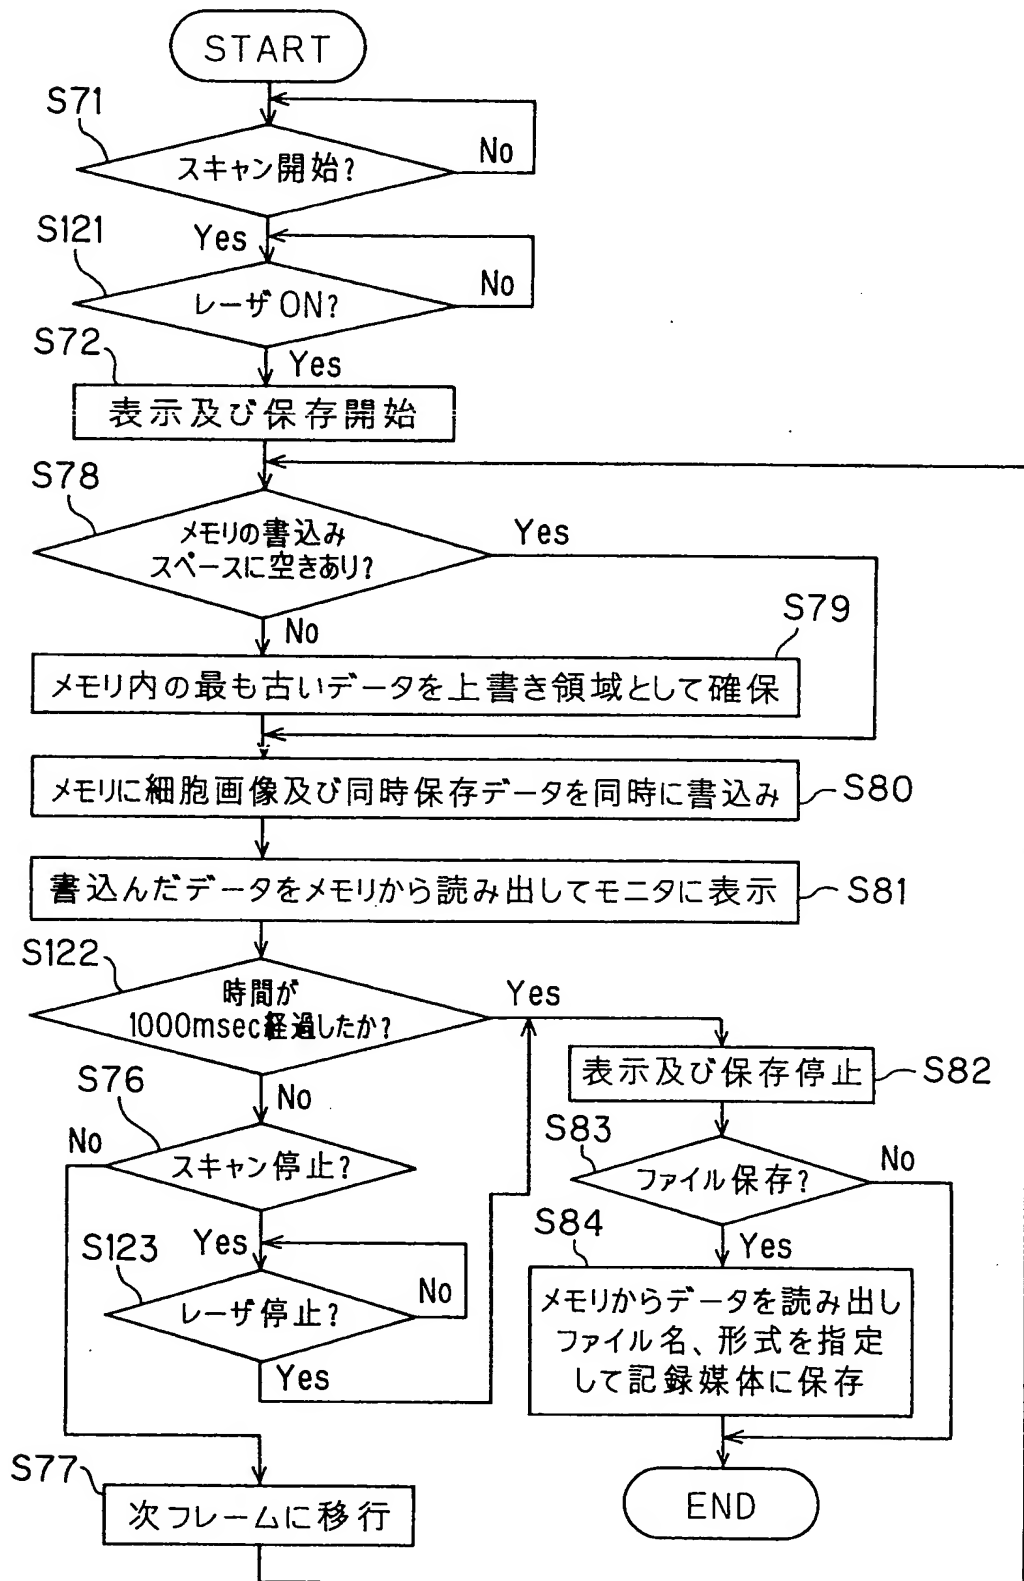 START
S71
スキャン開始?
No
Yes
S121
レーザON?
No
Yes
S72
表示及び保存開始
S78
メモリの書込み
スペースに空きあり?
Yes
No
S79
メモリ内の最も古いデータを上書き領域として確保
メモリに細胞画像及び同時保存データを同時に書込み
S80
書込んだデータをメモリから読み出してモニタに表示
S81
S122
時間が
1000msec経過したか?
Yes
No
S76
スキャン停止?
No
Yes
S123
レーザ停止?
No
Yes
S77
次フレームに移行
表示及び保存停止
S82
S83
ファイル保存?
No
Yes
S84
メモリからデータを読み出し
ファイル名、形式を指定
して記録媒体に保存
END